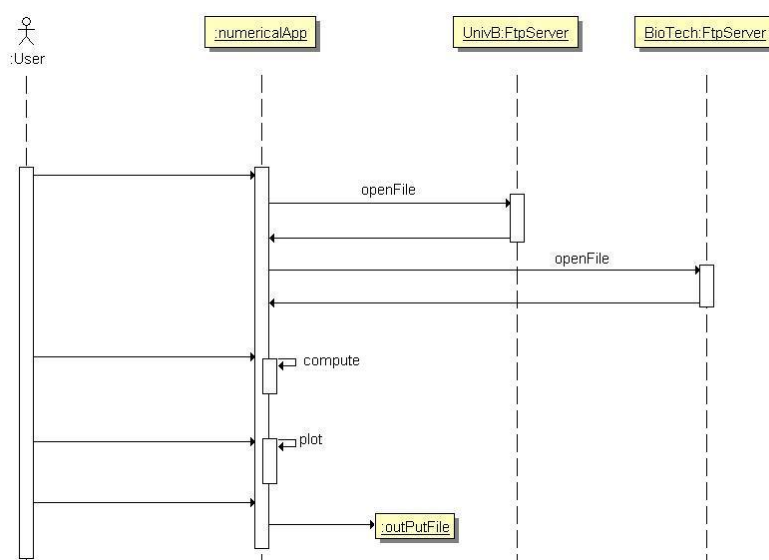 :User
:numericalApp
UnivB:FtpServer
BioTech:FtpServer
openFile
openFile
compute
plot
:outPutFile